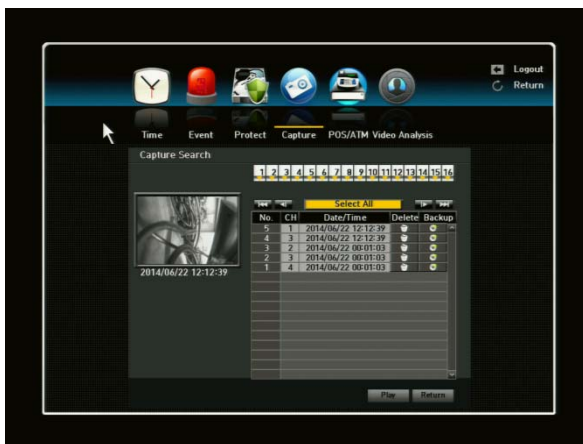 Logout
Return
Time Event Protect Capture POS/ATM Video Analysis
Capture Search
1 2 3 4 5 6 7 8 9 10 11 12 13 14 15 16
Select All
No. CH Date/Time Delete Backup
5 1 2014/06/22 12:12:39
4 3 2014/06/22 12:12:39
3 2 2014/06/22 00:01:03
2 3 2014/06/22 00:01:03
1 4 2014/06/22 00:01:03
2014/06/22 12:12:39
Play Return